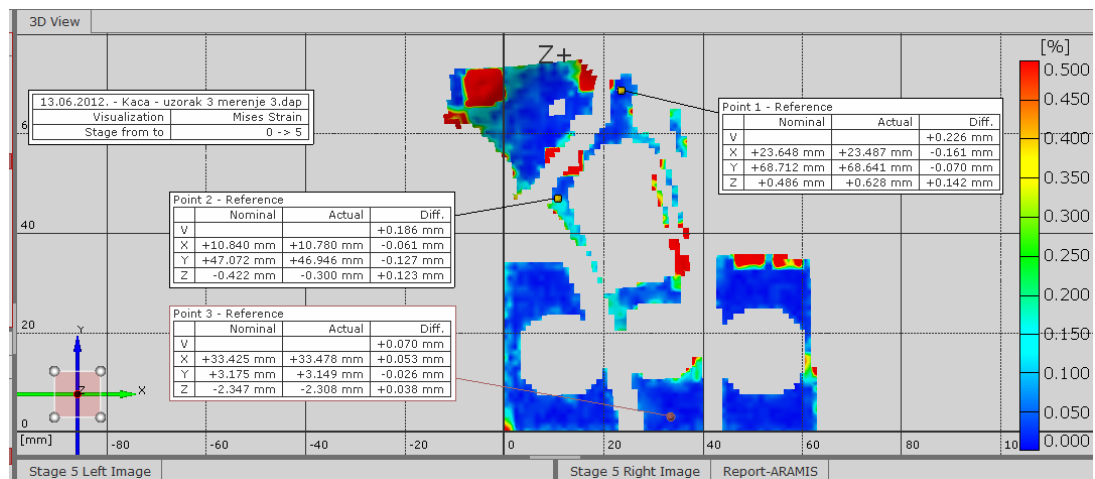 3D View
Z+
[%]
13.06.2012. - Kaca - uzorak 3 merenje 3.dap
Visualization Mises Strain
Stage from to 0 -> 5
Point 1 - Reference
Nominal Actual Diff.
V +0.226 mm
X +23.648 mm +23.487 mm -0.161 mm
Y +68.712 mm +68.641 mm -0.070 mm
Z +0.486 mm +0.628 mm +0.142 mm
Point 2 - Reference
Nominal Actual Diff.
V +0.186 mm
X +10.840 mm +10.780 mm -0.061 mm
Y +47.072 mm +46.946 mm -0.127 mm
Z -0.422 mm -0.300 mm +0.123 mm
Point 3 - Reference
Nominal Actual Diff.
V +0.070 mm
X +33.425 mm +33.478 mm +0.053 mm
Y +3.175 mm +3.149 mm -0.026 mm
Z -2.347 mm -2.308 mm +0.038 mm
0.500
0.450
0.400
0.350
0.300
0.250
0.200
0.150
0.100
0.050
0.000
40
20
0
Y
Z
X
[mm] -80 -60 -40 -20 0 20 40 60 80
Stage 5 Left Image
Stage 5 Right Image
Report-ARAMIS